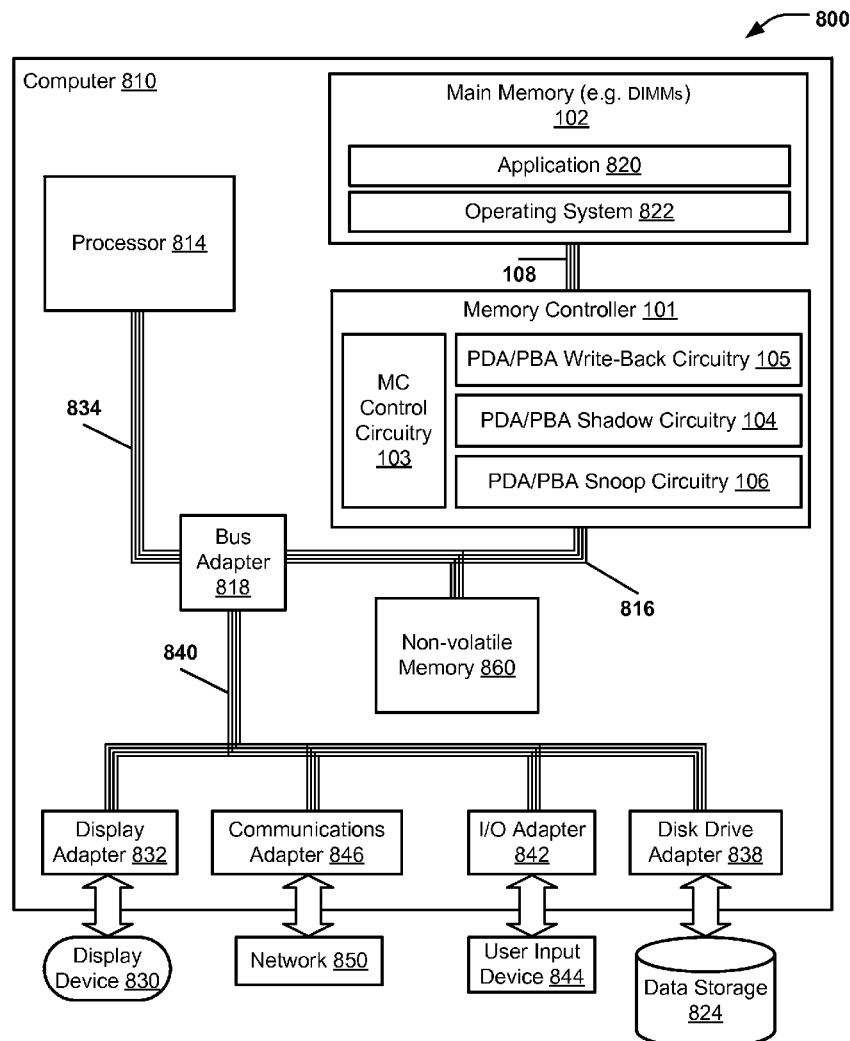 800
Computer 810
Main Memory (e.g. DIMMs)
102
Application 820
Operating System 822
Processor 814
108
Memory Controller 101
MC
Control
Circuitry
103
PDA/PBA Write-Back Circuitry 105
PDA/PBA Shadow Circuitry 104
PDA/PBA Snoop Circuitry 106
834
Bus
Adapter
818
816
Non-volatile
Memory 860
840
Display
Adapter 832
Communications
Adapter 846
I/O Adapter
842
Disk Drive
Adapter 838
Display
Device 830
Network 850
User Input
Device 844
Data Storage
824